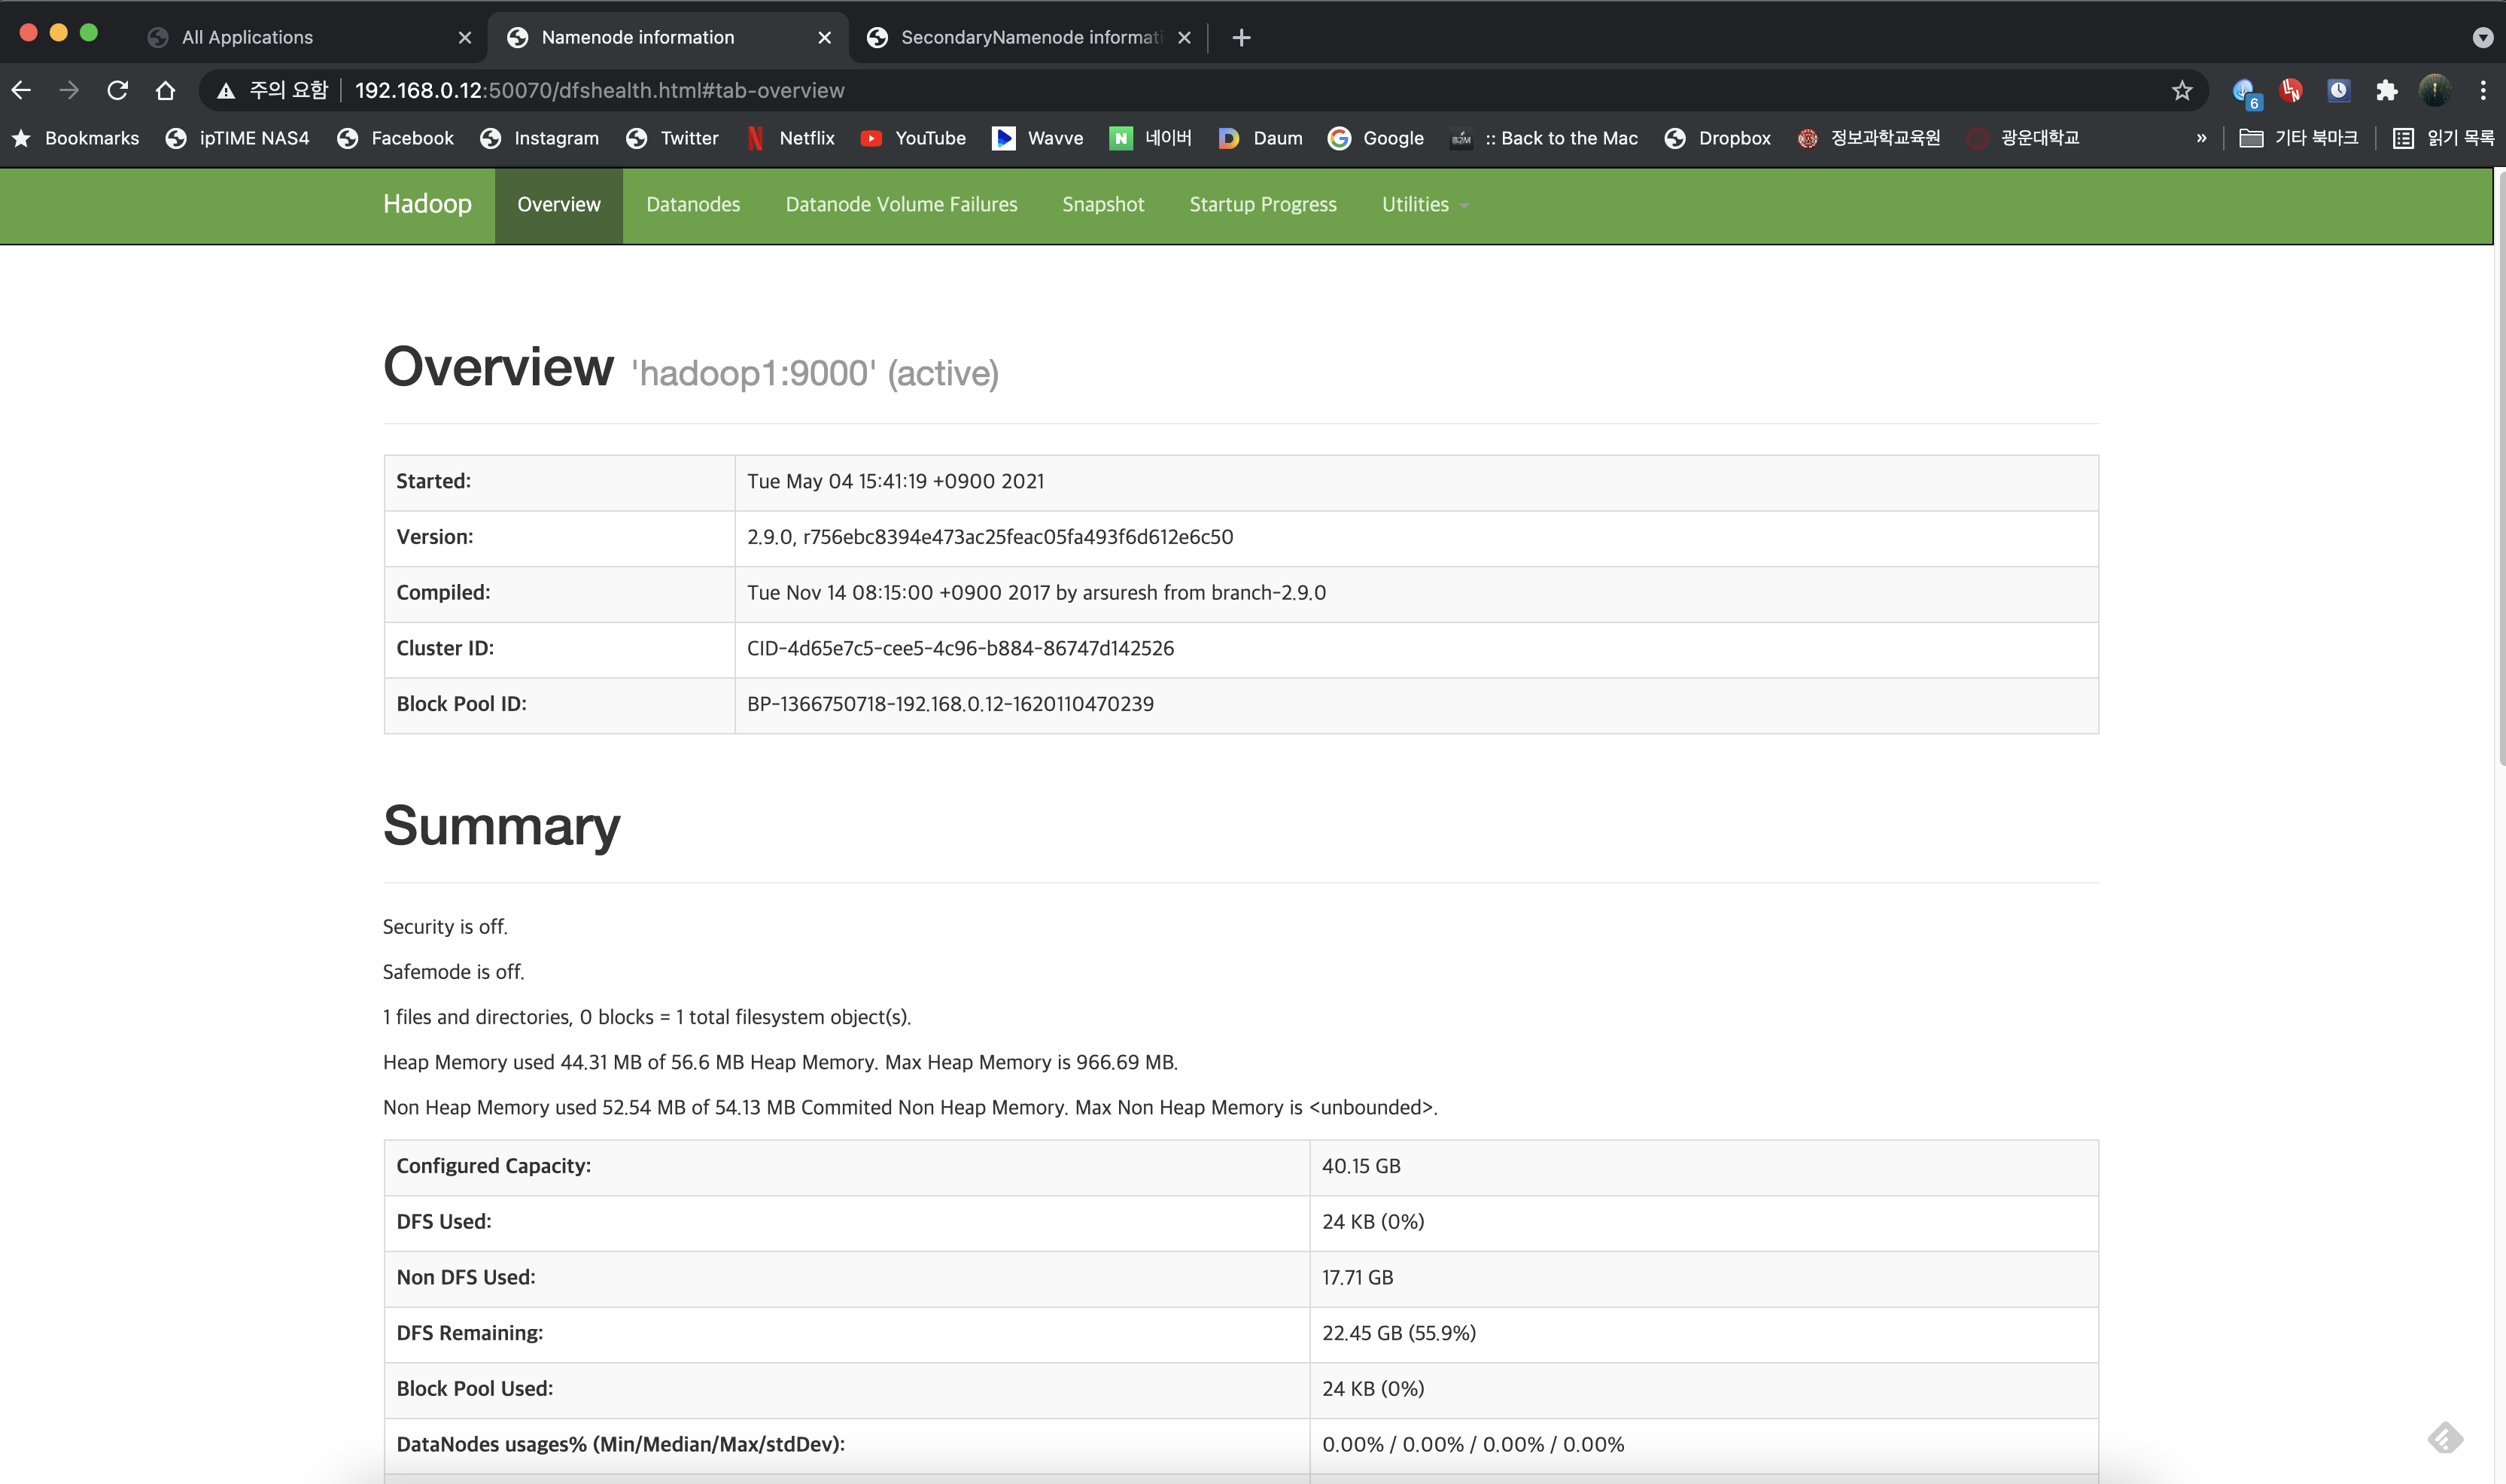 All Applications
Namenode information
SecondaryNamenode informati
주의 요함
192.168.0.12:50070/dfshealth.html#tab-overview
6
Bookmarks
ipTIME NAS4
Facebook
Instagram
Twitter
Netflix
YouTube
Wavve
네이버
Daum
Google
:: Back to the Mac
Dropbox
정보과학교육원
광운대학교
»
기타 북마크
읽기 목록
Hadoop
Overview
Datanodes
Datanode Volume Failures
Snapshot
Startup Progress
Utilities
Overview 'hadoop1:9000' (active)
Started: Tue May 04 15:41:19 +0900 2021
Version: 2.9.0, r756ebc8394e473ac25feac05fa493f6d612e6c50
Compiled: Tue Nov 14 08:15:00 +0900 2017 by arsuresh from branch-2.9.0
Cluster ID: CID-4d65e7c5-cee5-4c96-b884-86747d142526
Block Pool ID: BP-1366750718-192.168.0.12-1620110470239
Summary
Security is off.
Safemode is off.
1 files and directories, 0 blocks = 1 total filesystem object(s).
Heap Memory used 44.31 MB of 56.6 MB Heap Memory. Max Heap Memory is 966.69 MB.
Non Heap Memory used 52.54 MB of 54.13 MB Commited Non Heap Memory. Max Non Heap Memory is <unbounded>.
Configured Capacity: 40.15 GB
DFS Used: 24 KB (0%)
Non DFS Used: 17.71 GB
DFS Remaining: 22.45 GB (55.9%)
Block Pool Used: 24 KB (0%)
DataNodes usages% (Min/Median/Max/stdDev): 0.00% / 0.00% / 0.00% / 0.00%